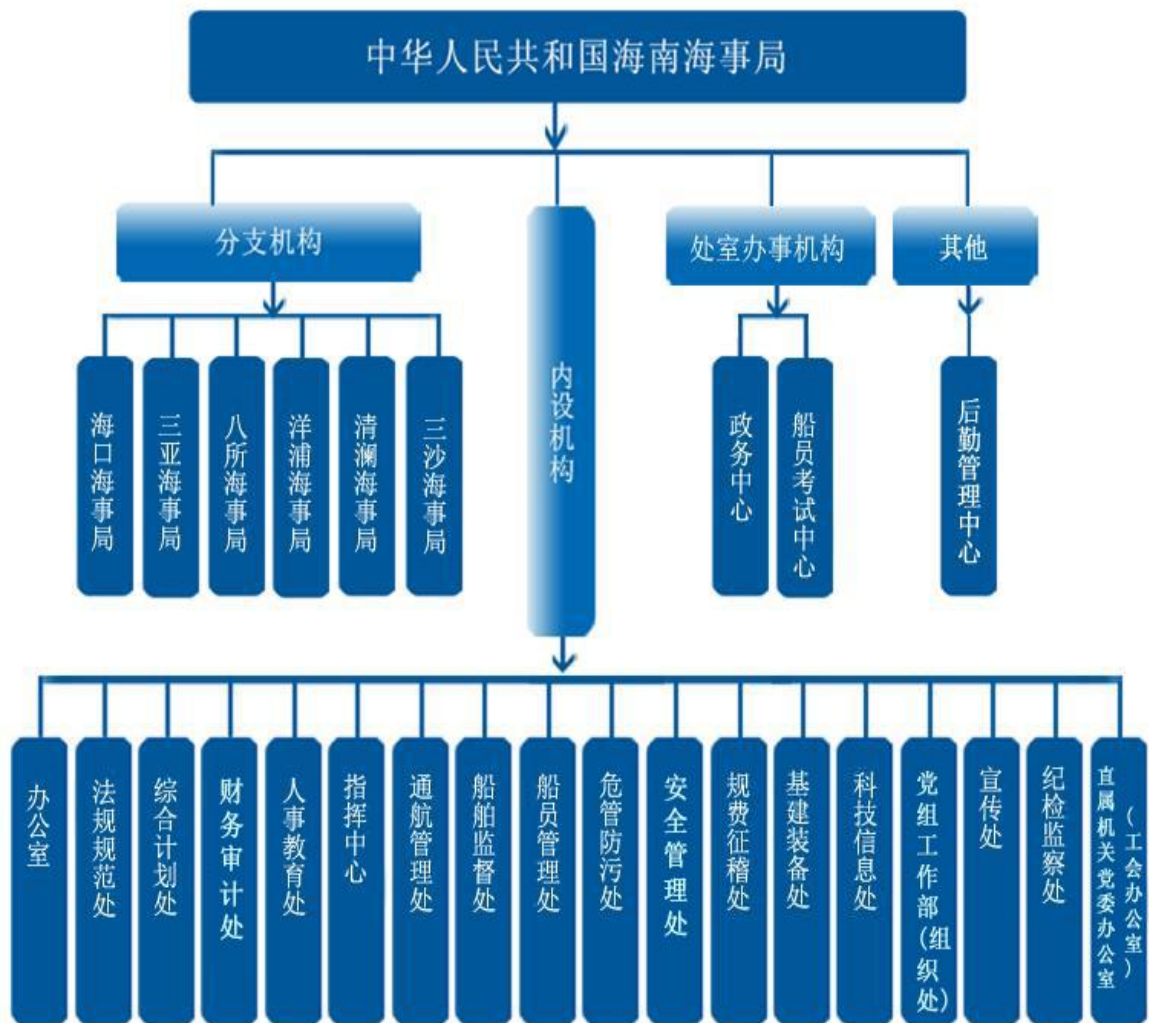 中华人民共和国海南海事局
分支机构
内设机构
处室办事机构
其他
海口海事局
三亚海事局
八所海事局
洋浦海事局
清澜海事局
三沙海事局
政务中心
船员考试中心
后勤管理中心
办公室
法规规范处
综合计划处
财务审计处
人事教育处
指挥中心
通航管理处
船舶监督处
船员管理处
危管防污处
安全管理处
规费征稽处
基建装备处
科技信息处
党组工作部(组织处)
宣传处
纪检监察处
直属机关党委办公室
(工会办公室)